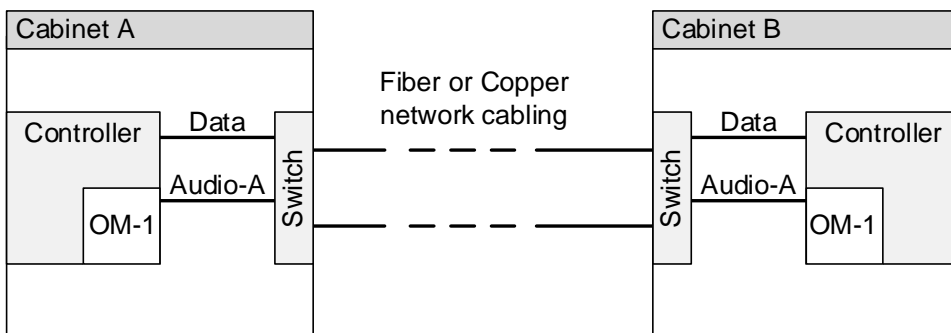 Cabinet A
Controller
Data
Audio-A
OM-1
Switch
Fiber or Copper
network cabling
Cabinet B
Switch
Data
Audio-A
Controller
OM-1